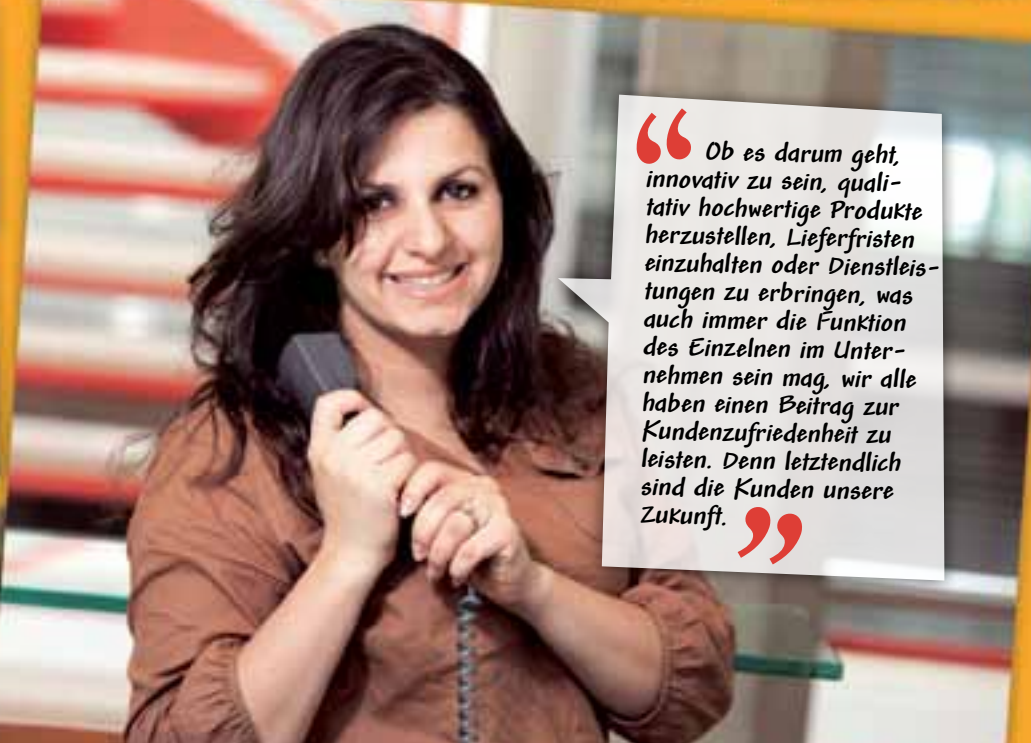 “ Ob es darum geht,
innovativ zu sein, quali-
tativ hochwertige Produkte
herzustellen, Lieferfristen
einzuhalten oder Dienstleis-
tungen zu erbringen, was
auch immer die Funktion
des Einzelnen im Unter-
nehmen sein mag, wir alle
haben einen Beitrag zur
Kundenzufriedenheit zu
leisten. Denn letztendlich
sind die Kunden unsere
Zukunft. ”